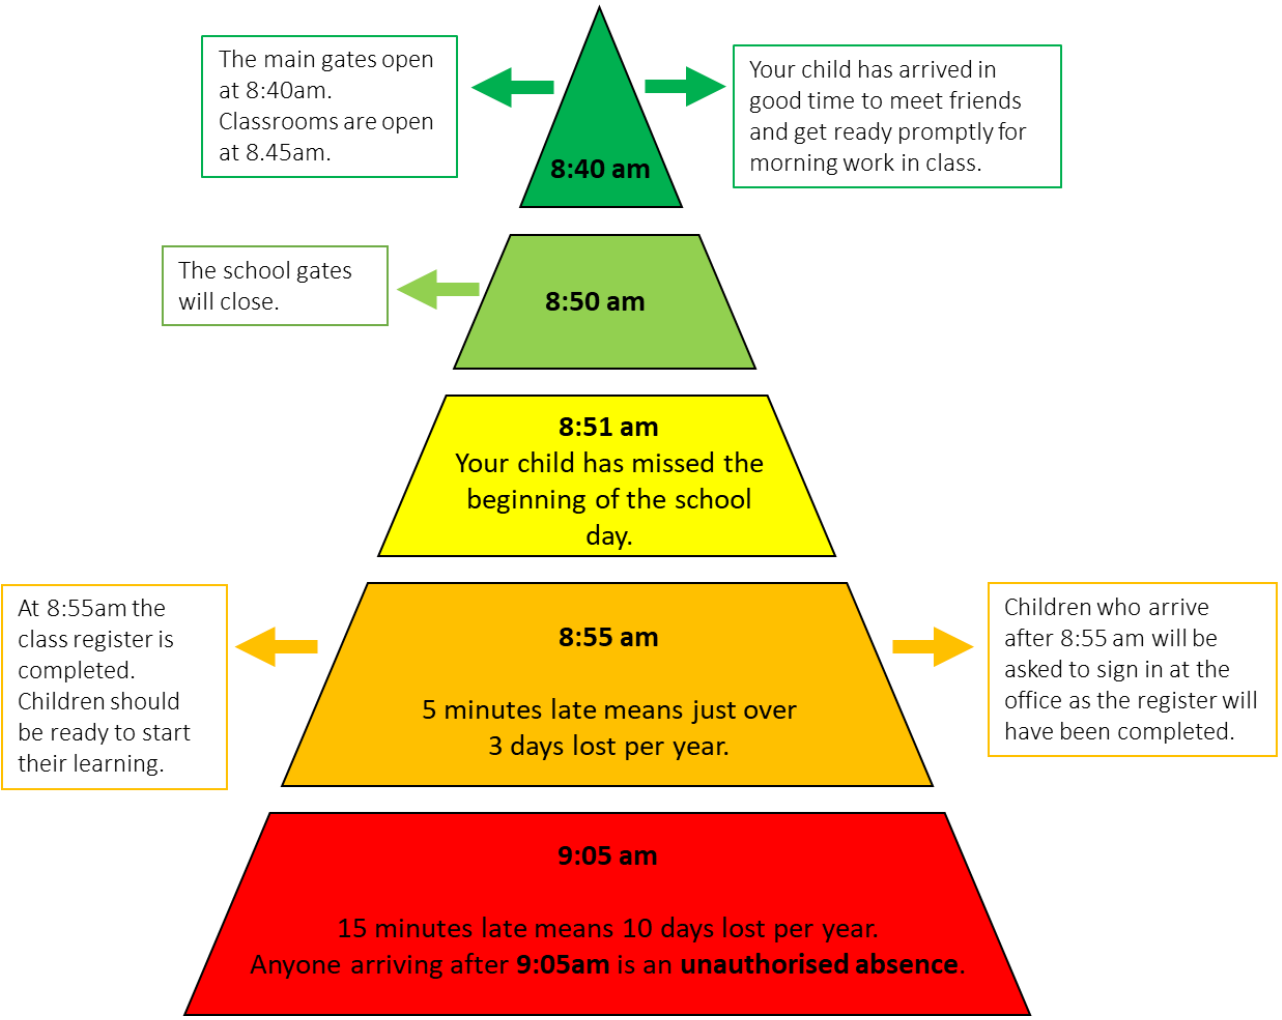 The main gates open
at 8:40am.
Classrooms are open
at 8.45am.
8:40 am
Your child has arrived in
good time to meet friends
and get ready promptly for
morning work in class.
The school gates
will close.
8:50 am
8:51 am
Your child has missed the
beginning of the school
day.
At 8:55am the
class register is
completed.
Children should
be ready to start
their learning.
8:55 am
5 minutes late means just over
3 days lost per year.
Children who arrive
after 8:55 am will be
asked to sign in at the
office as the register will
have been completed.
9:05 am
15 minutes late means 10 days lost per year.
Anyone arriving after 9:05am is an unauthorised absence.